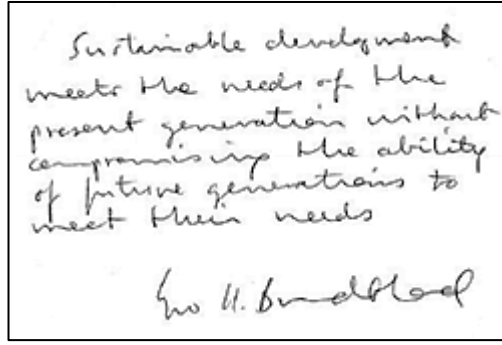 Sustainable development
meets the needs of the
present generation without
compromising the ability
of future generations to
meet their needs
Gro H. Brundtland